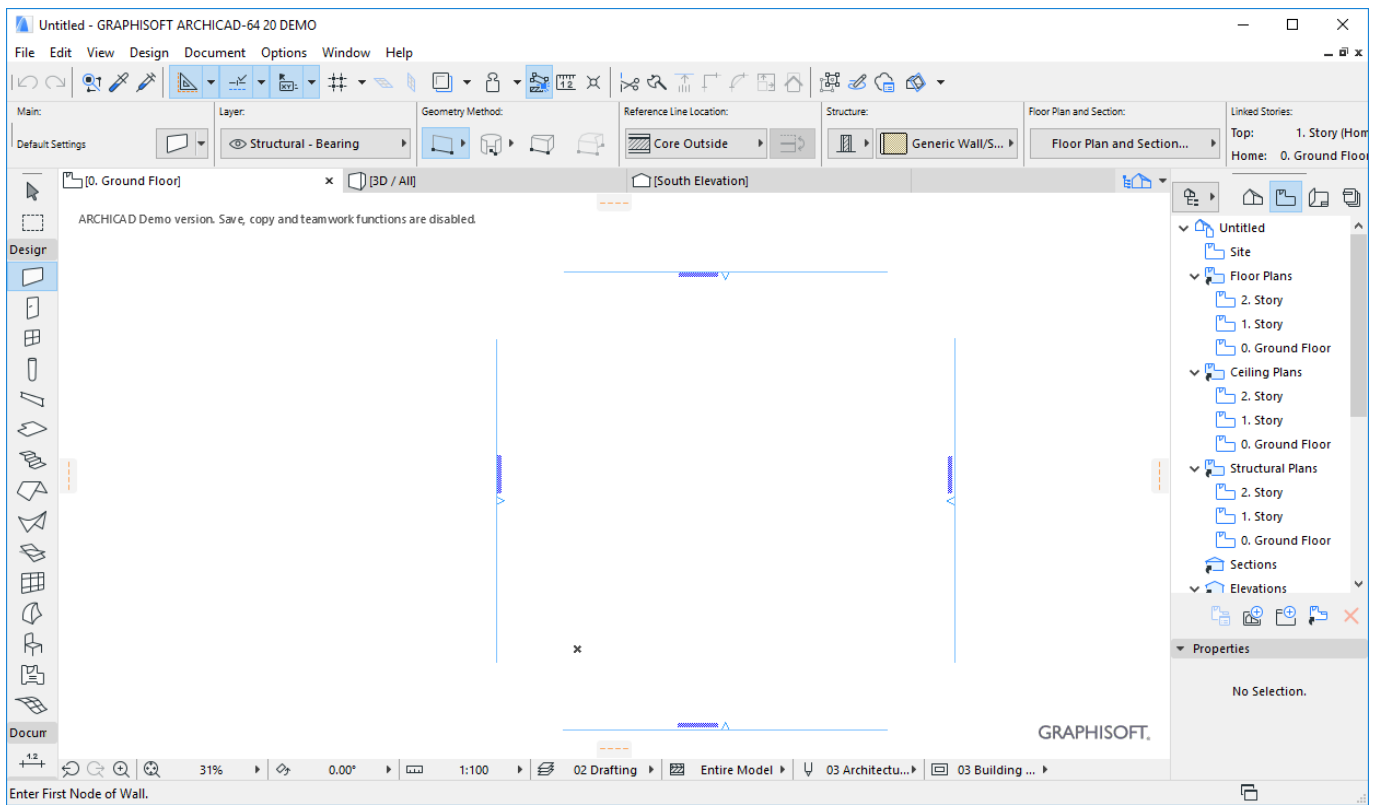 Untitled - GRAPHISOFT ARCHICAD-64 20 DEMO
File Edit View Design Document Options Window Help
Main: Layer: Geometry Method: Reference Line Location: Structure: Floor Plan and Section: Linked Stories:
Default Settings Structural - Bearing Core Outside Generic Wall/S... Floor Plan and Section... Top: 1. Story (Hom
Home: 0. Ground Floo
[0. Ground Floor] [3D / All] [South Elevation]
ARCHICAD Demo version. Save, copy and teamwork functions are disabled.
Desigr
Untitled
Site
Floor Plans
2. Story
1. Story
0. Ground Floor
Ceiling Plans
2. Story
1. Story
0. Ground Floor
Structural Plans
2. Story
1. Story
0. Ground Floor
Sections
Elevations
Properties
No Selection.
Docum
GRAPHISOFT.
31% 0.00° 1:100 02 Drafting Entire Model 03 Architectu... 03 Building ...
Enter First Node of Wall.